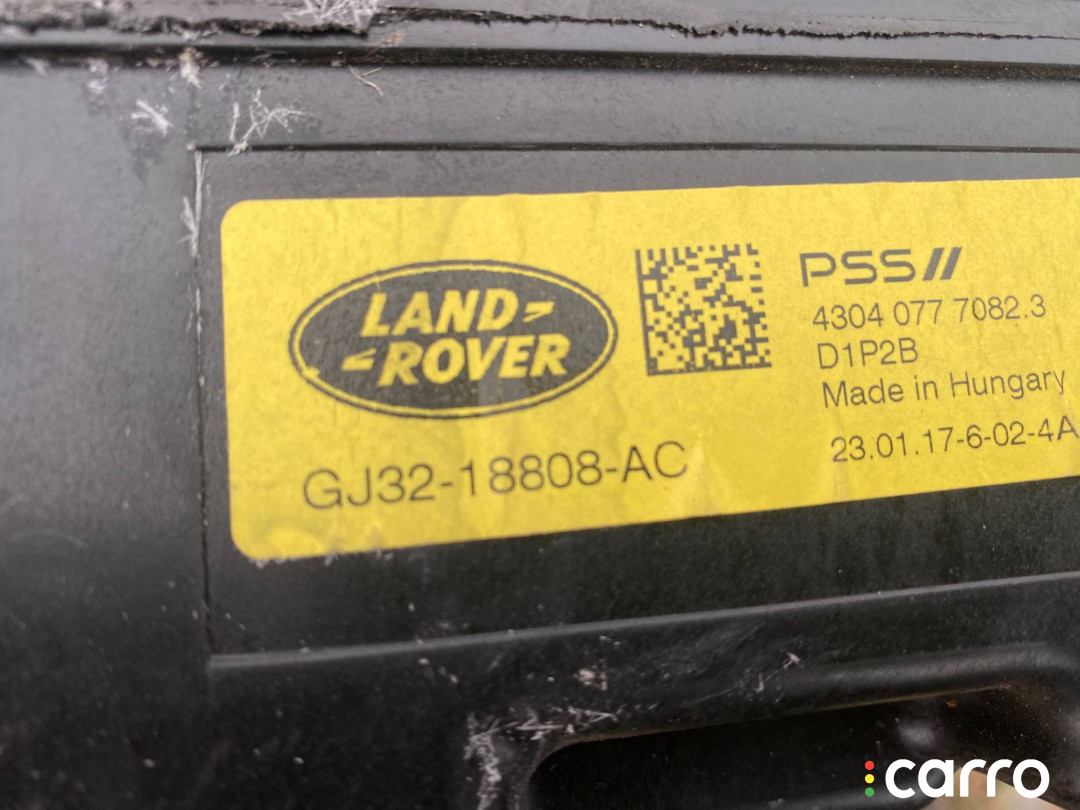 LAND-
-ROVER
GJ32-18808-AC
PSS//
4304 077 7082.3
D1P2B
Made in Hungary
23.01.17-6-02-4A
carro